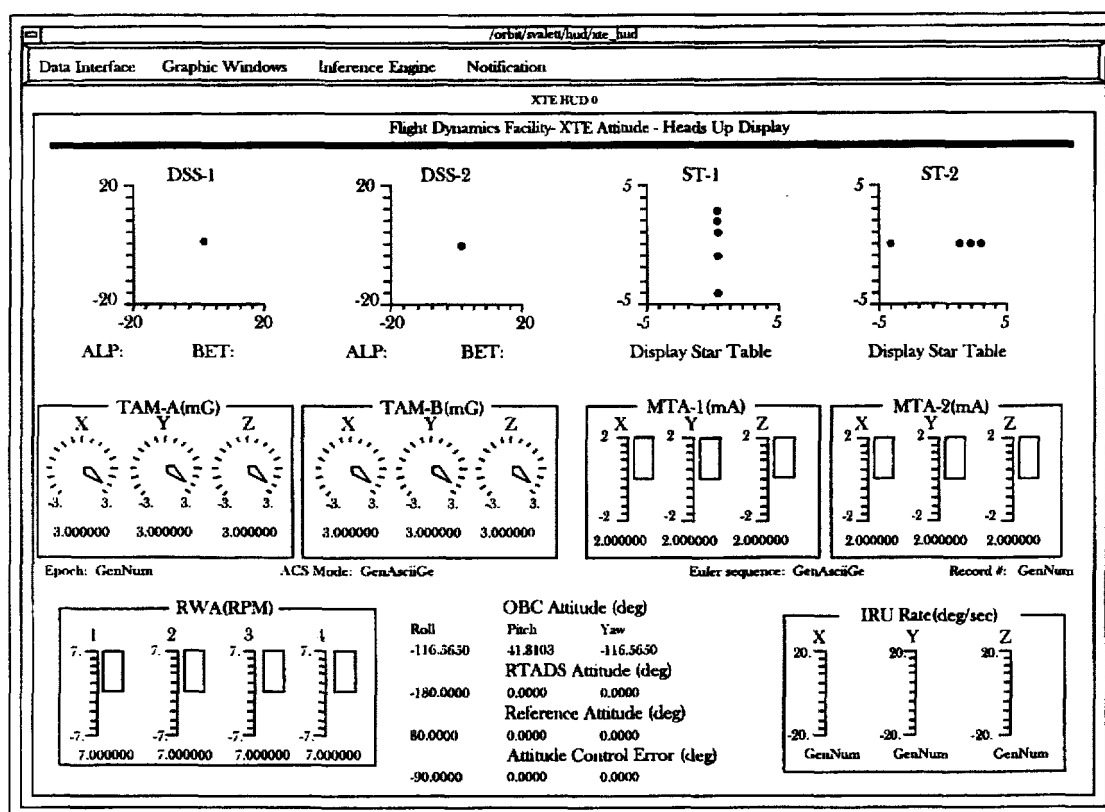 /orbit/svalett/hud/xte_hud
Data Interface Graphic Windows Inference Engine Notification
XTE HUD 0
Flight Dynamics Facility- XTE Attitude - Heads Up Display
DSS-1 DSS-2 ST-1 ST-2
20 20 5 5
-20 -20 -5 -5
-20 20 -20 20 -5 5 -5 5
ALP: BET: ALP: BET: Display Star Table Display Star Table
TAM-A(mG) TAM-B(mG) MTA-1(mA) MTA-2(mA)
X Y Z X Y Z X Y Z X Y Z
2 2 2 2 2 2
-3. 3. -3. 3. -3. 3. -3. 3. -3. 3. -3. 3.
-2 -2 -2 -2 -2 -2
3.000000 3.000000 3.000000 3.000000 3.000000 3.000000 2.000000 2.000000 2.000000 2.000000 2.000000 2.000000
Epoch: GenNum ACS Mode: GenAsciiGe Euler sequence: GenAsciiGe Record #: GenNum
RWA(RPM) OBC Attitude (deg) IRU Rate(deg/sec)
1 2 3 4 Roll Pitch Yaw X Y Z
7. 7. 7. 7. -116.5650 41.8103 -116.5650 20. 20. 20.
RTADS Attitude (deg)
-180.0000 0.0000 0.0000
Reference Attitude (deg)
-7. -7. -7. -7. 80.0000 0.0000 0.0000 -20. -20. -20.
7.000000 7.000000 7.000000 7.000000 Attitude Control Error (deg) GenNum GenNum GenNum
-90.0000 0.0000 0.0000